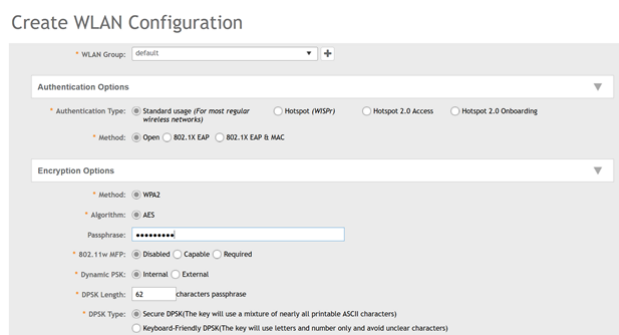 Create WLAN Configuration
* WLAN Group: default
Authentication Options
* Authentication Type: Standard usage (For most regular wireless networks) Hotspot (WISPr) Hotspot 2.0 Access Hotspot 2.0 Onboarding
* Method: Open 802.1X EAP 802.1X EAP & MAC
Encryption Options
* Method: WPA2
* Algorithm: AES
Passphrase: •••••••••
* 802.11w MFP: Disabled Capable Required
* Dynamic PSK: Internal External
* DPSK Length: 62 characters passphrase
* DPSK Type: Secure DPSK(The key will use a mixture of nearly all printable ASCII characters)
Keyboard-Friendly DPSK(The key will use letters and number only and avoid unclear characters)